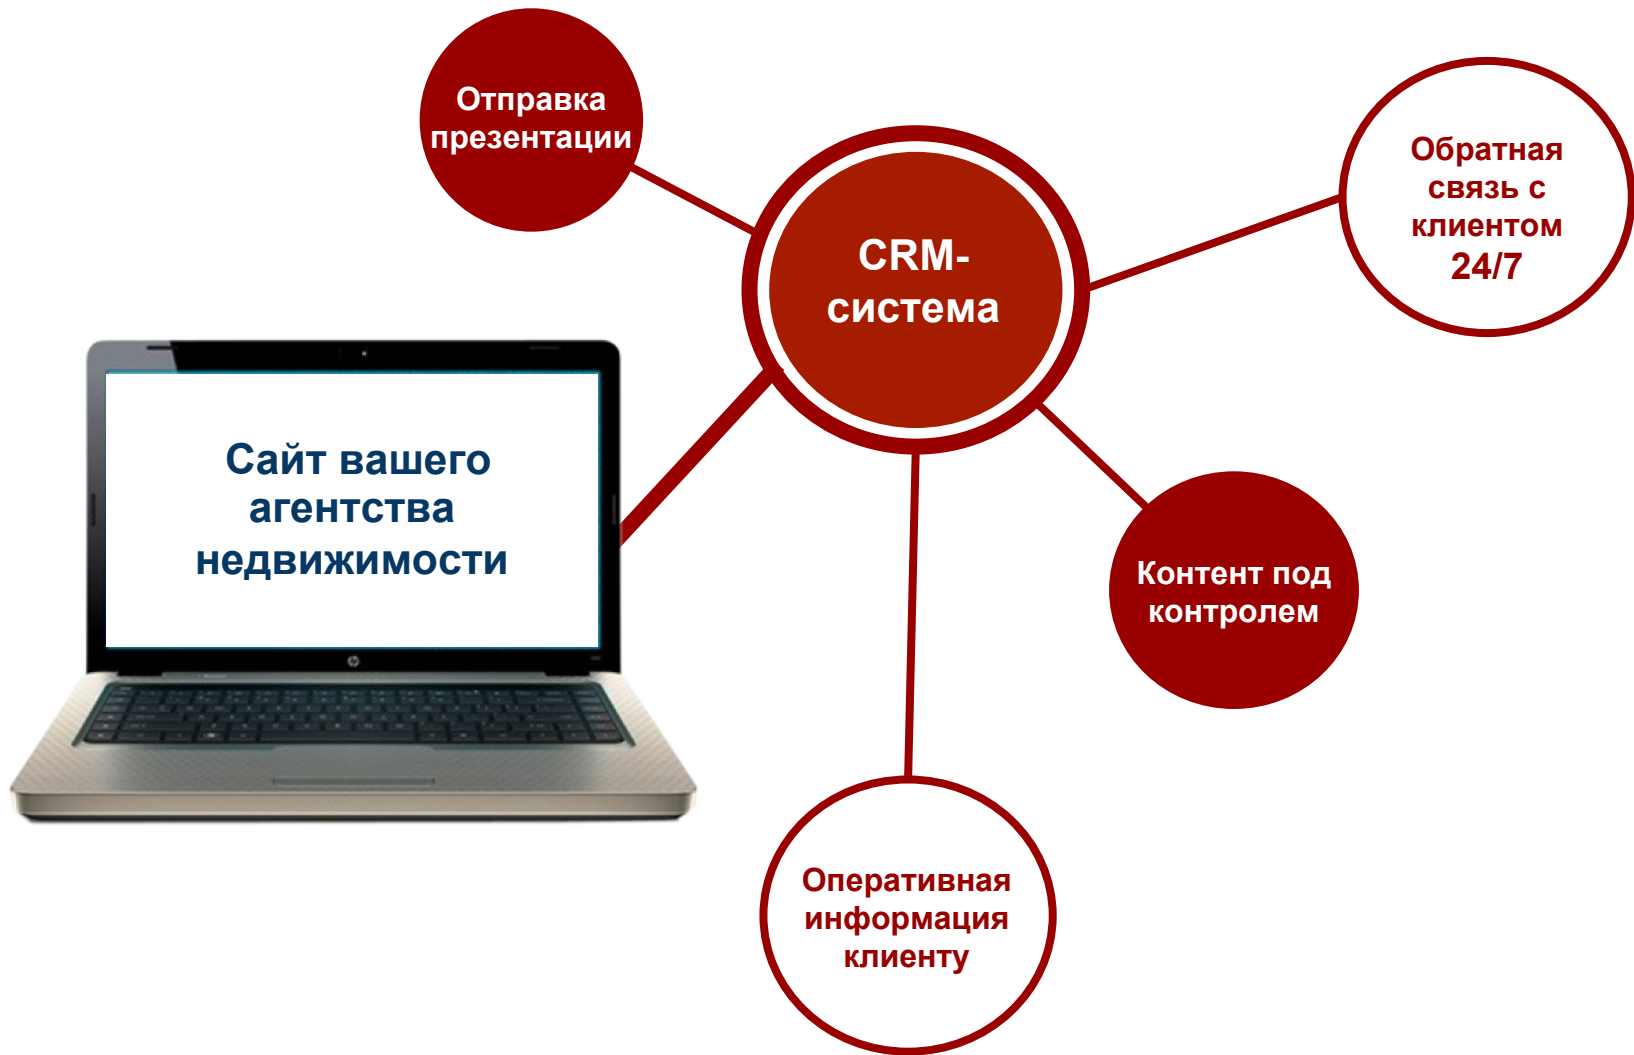 Отправка
презентации
CRM-
система
Обратная
связь с
клиентом
24/7
Сайт вашего
агентства
недвижимости
Контент под
контролем
Оперативная
информация
клиенту